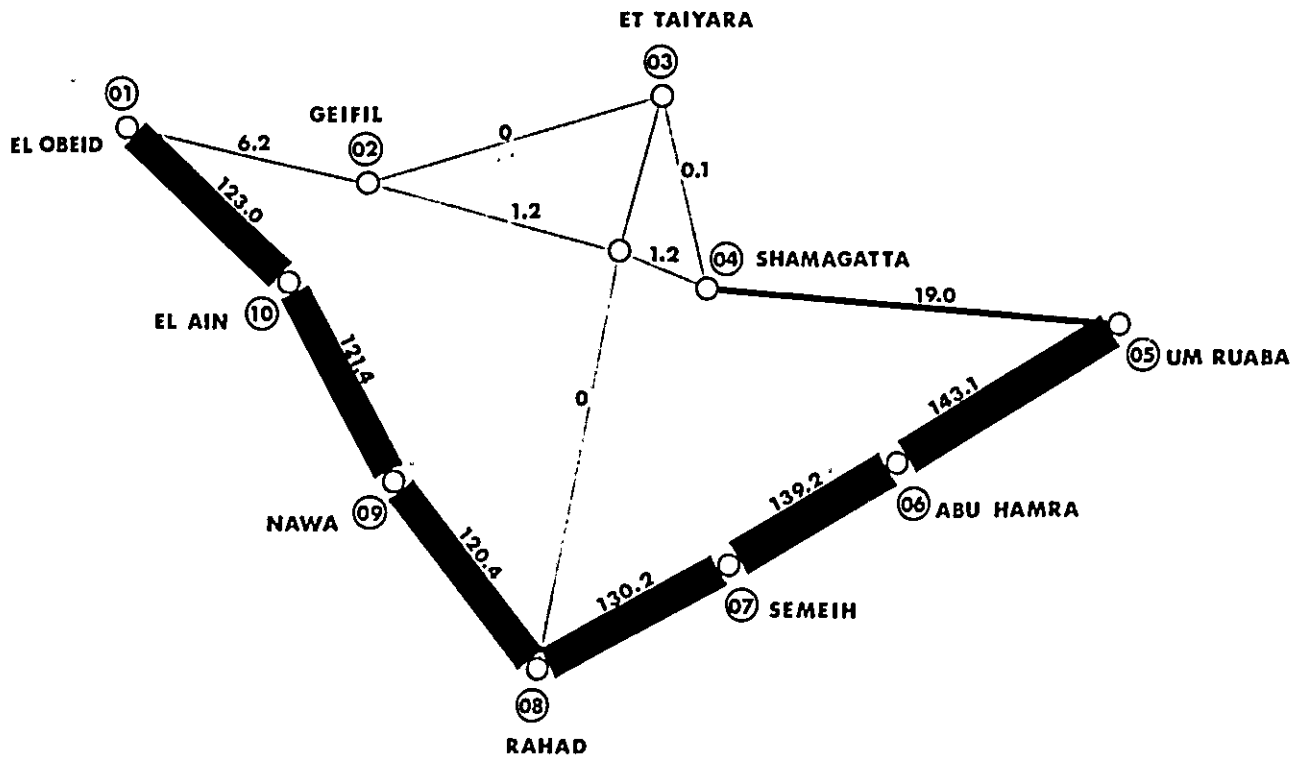 ET TAIYARA
03
01
GEIFIL
02
EL OBEID
6.2
0
0.1
123.0
1.2
1.2
04 SHAMAGATTA
19.0
10
EL AIN
121.4
05 UM RUABA
0
143.1
139.2
06 ABU HAMRA
09
NAWA
120.4
130.2
07 SEMEIH
08
RAHAD